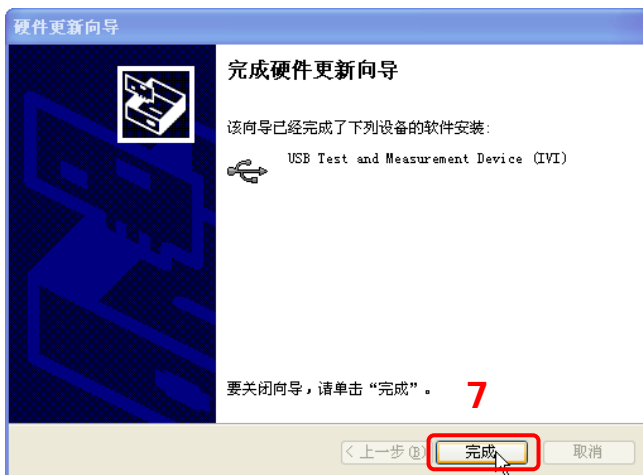 硬件更新向导
完成硬件更新向导
该向导已经完成了下列设备的软件安装:
USB Test and Measurement Device (IVI)
要关闭向导，请单击“完成”。
7
< 上一步(B)
完成
取消